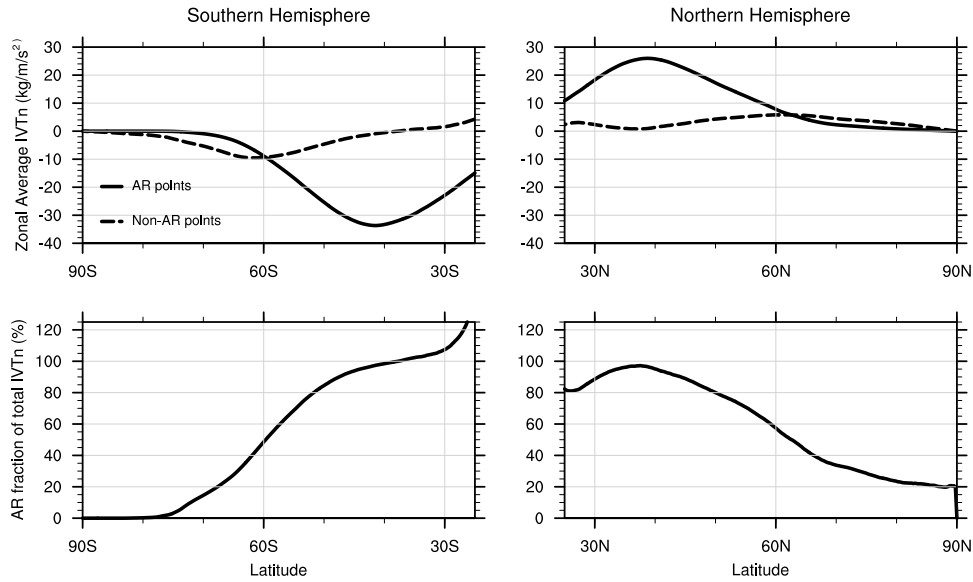 Southern Hemisphere
Northern Hemisphere
Zonal Average IVTn (kg/m/s²)
30
20
10
0
-10
-20
-30
-40
AR points
Non-AR points
90S
60S
30S
30
20
10
0
-10
-20
-30
-40
30N
60N
90N
AR fraction of total IVTn (%)
120
100
80
60
40
20
0
90S
60S
30S
Latitude
120
100
80
60
40
20
0
30N
60N
90N
Latitude